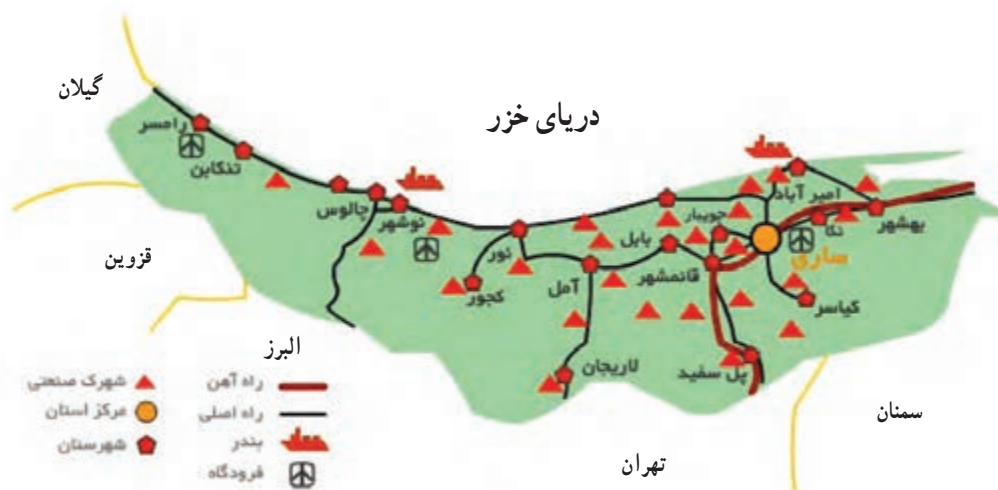 گیلان
دریای خزر
رامسر
تنکابن
چالوس
نوشهر
قزوین
نور
کجور
آمل
بابل
جویبار
قائمشهر
امیر آباد
نکا
بهشهر
ساری
کیاسر
پل سفید
لاریجان
البرز
سمنان
تهران
راه آهن
راه اصلی
بندر
فرودگاه
شهرک صنعتی
مرکز استان
شهرستان